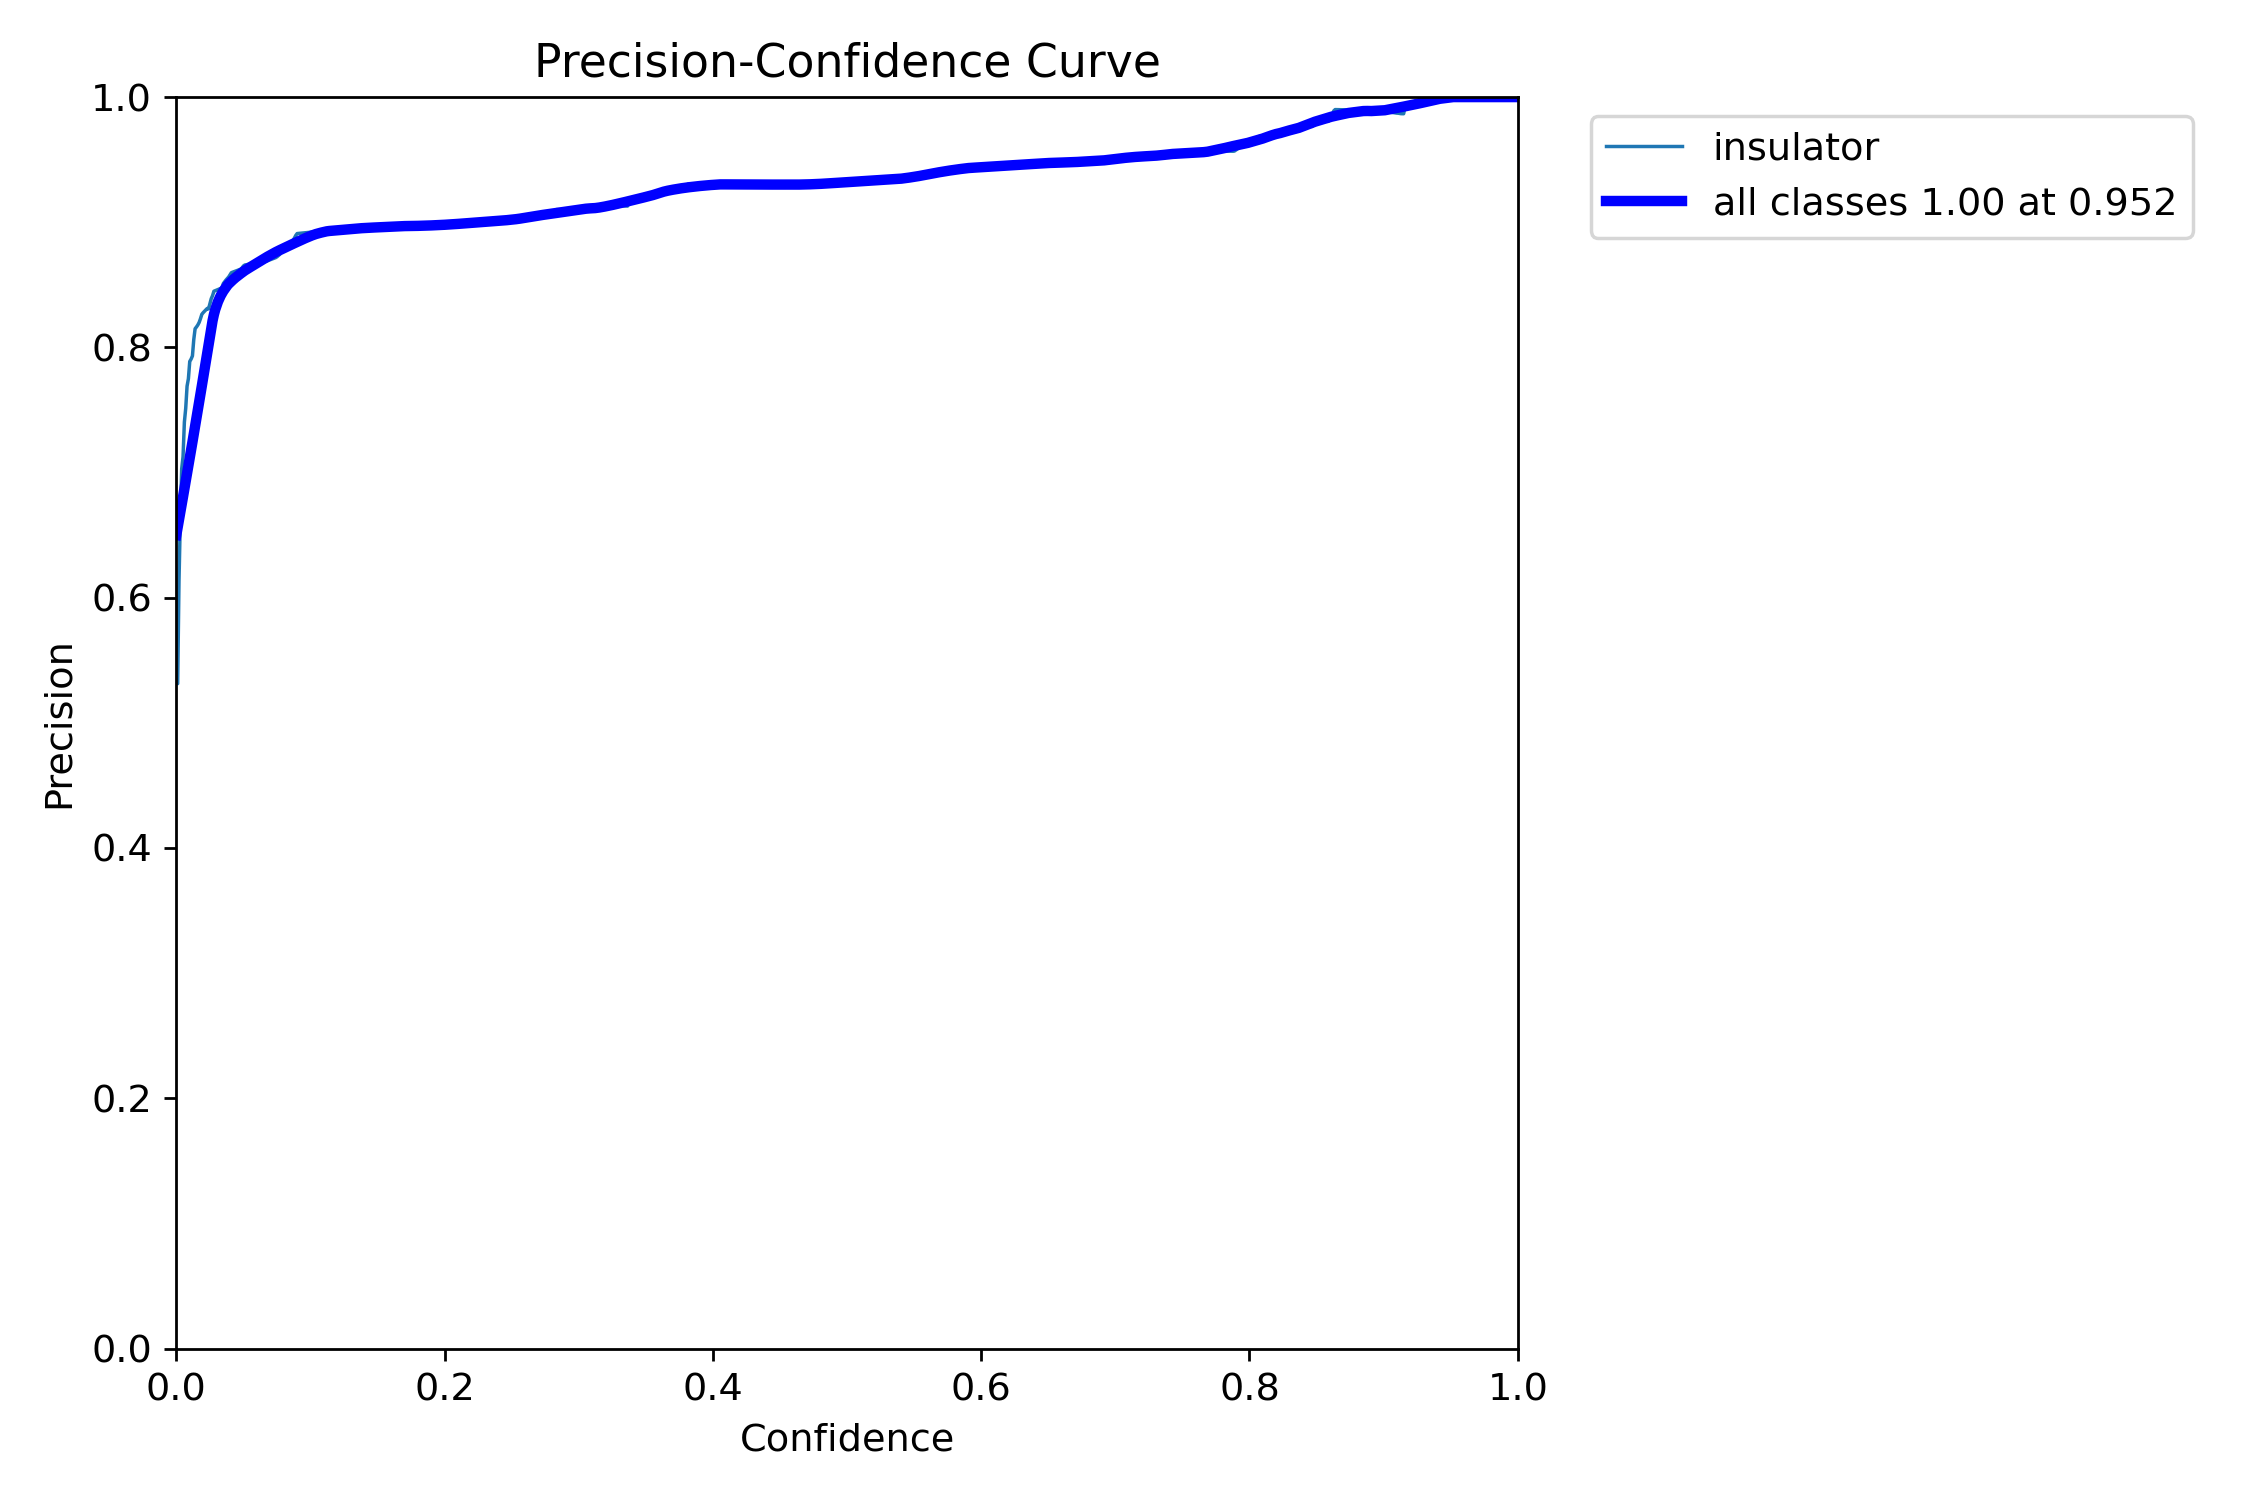 Precision-Confidence Curve
1.0
0.8
0.6
0.4
0.2
0.0
Precision
0.0 0.2 0.4 0.6 0.8 1.0
Confidence
insulator
all classes 1.00 at 0.952